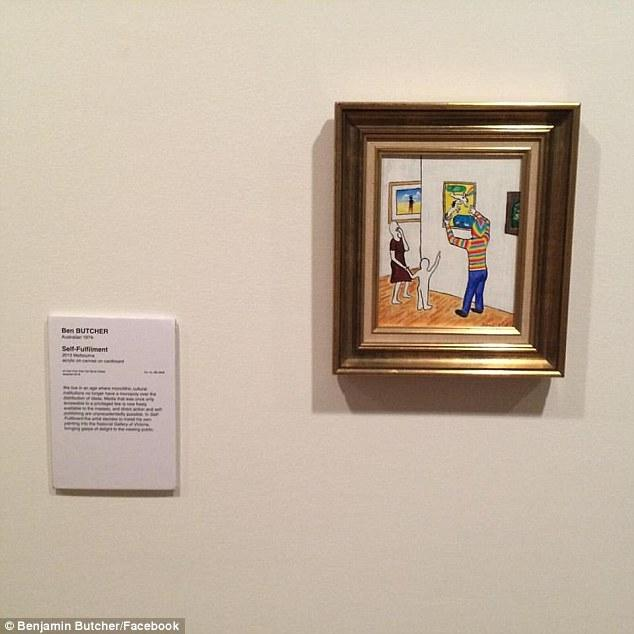 Ben BUTCHER
Australian 1974
Self-Fulfilment
2013 Melbourne
acrylic on canvas on cardboard
We live in an age where monolithic cultural
institutions no longer have a monopoly over the
distribution of ideas. Media that was once only
accessible to a privileged few is now freely
available to the masses, and direct action and self
publishing are unprecedentedly possible. In Self
Fulfilment the artist decides to install his own
painting into the National Gallery of Victoria,
bringing gasps of delight to the viewing public.
© Benjamin Butcher/Facebook